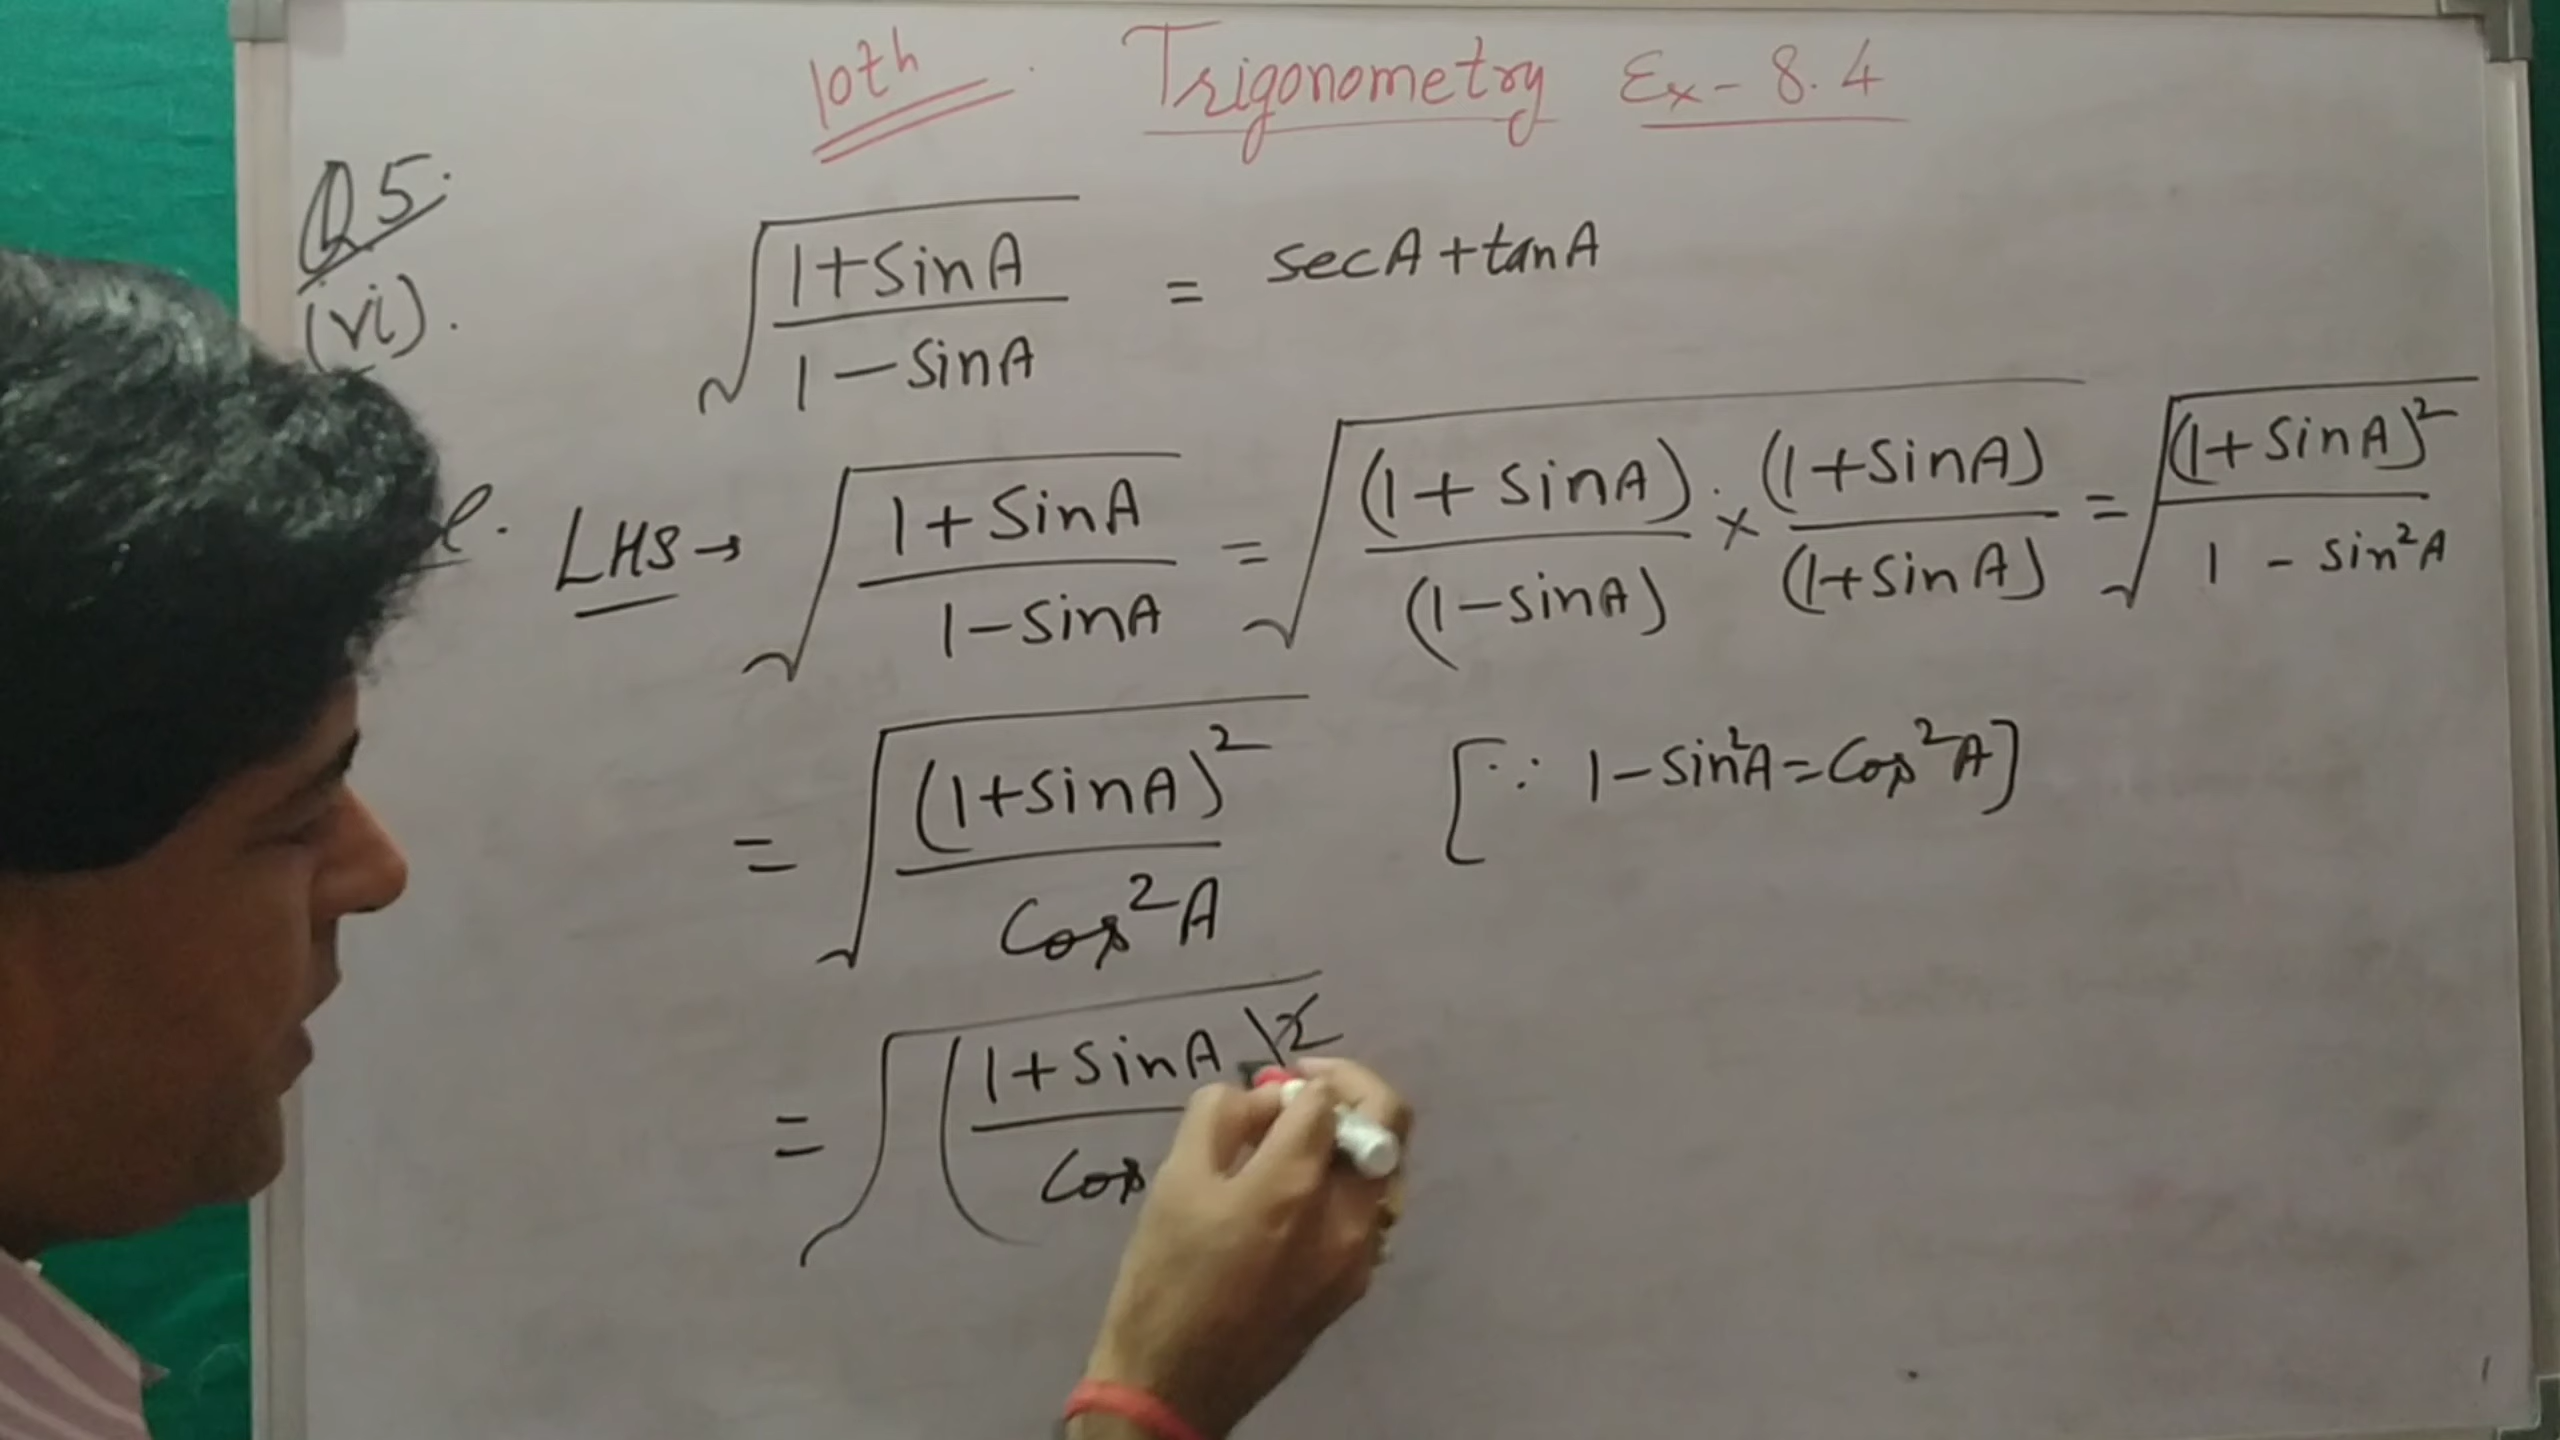 10th Trigonometry Ex-8.4
Q5.
(vi). √(1+sinA / 1-sinA) = secA+tanA
LHS→ √(1+sinA / 1-sinA) = √((1+sinA) / (1-sinA) × (1+sinA) / (1+sinA)) = √((1+sinA)² / 1-sin²A)
= √((1+sinA)² / Cos²A) [∵ 1-sin²A=Cos²A]
= √(1+sinA / Cos)²